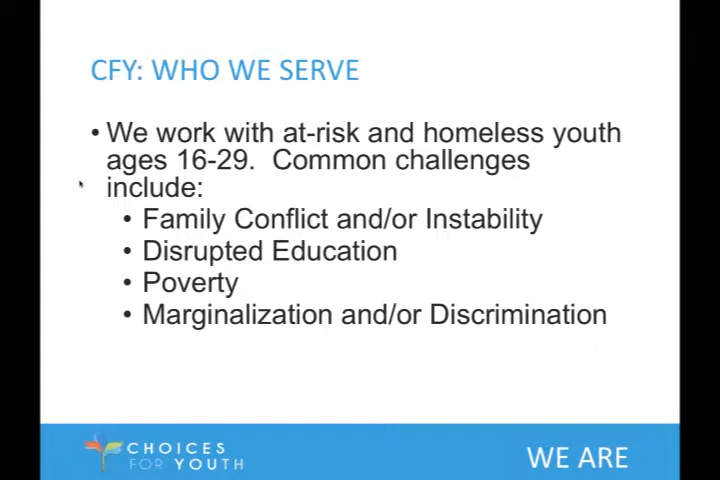 CFY: WHO WE SERVE
• We work with at-risk and homeless youth
ages 16-29.  Common challenges
include:
• Family Conflict and/or Instability
• Disrupted Education
• Poverty
• Marginalization and/or Discrimination
CHOICES
FOR YOUTH
WE ARE